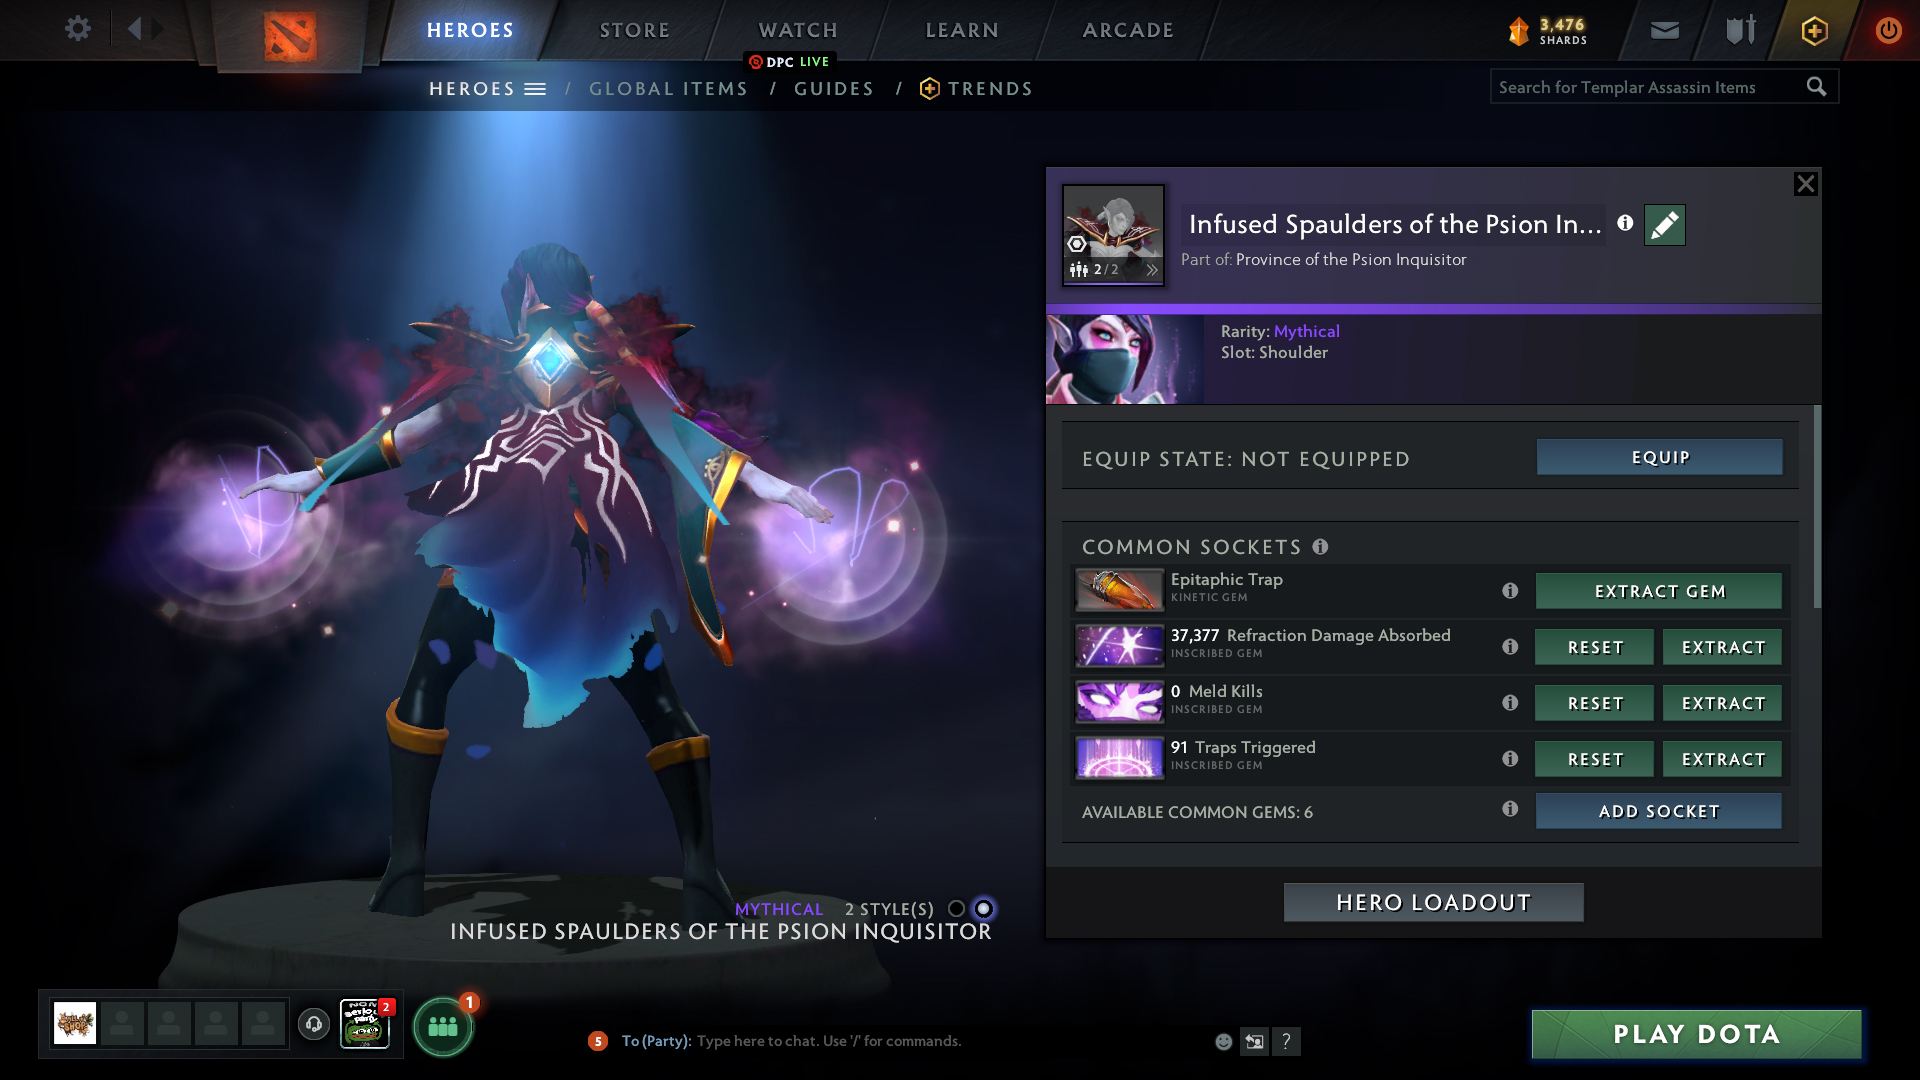 HEROES
STORE
WATCH
LEARN
ARCADE
3,476
SHARDS
DPC LIVE
HEROES / GLOBAL ITEMS / GUIDES / TRENDS
Search for Templar Assassin Items
Infused Spaulders of the Psion In...
2/2
Part of: Province of the Psion Inquisitor
Rarity: Mythical
Slot: Shoulder
EQUIP STATE: NOT EQUIPPED
EQUIP
COMMON SOCKETS
Epitaphic Trap
KINETIC GEM
EXTRACT GEM
37,377 Refraction Damage Absorbed
INSCRIBED GEM
RESET
EXTRACT
0 Meld Kills
INSCRIBED GEM
RESET
EXTRACT
91 Traps Triggered
INSCRIBED GEM
RESET
EXTRACT
AVAILABLE COMMON GEMS: 6
ADD SOCKET
HERO LOADOUT
MYTHICAL 2 STYLE(S)
INFUSED SPAULDERS OF THE PSION INQUISITOR
2
1
5
To (Party): Type here to chat. Use '/' for commands.
?
PLAY DOTA